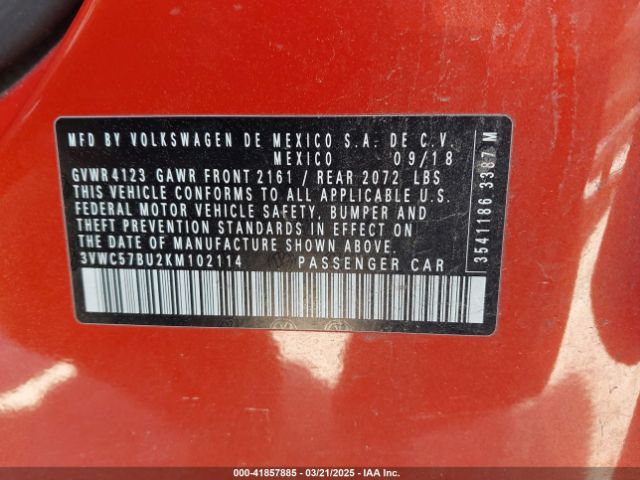 MFD BY VOLKSWAGEN DE MEXICO S.A. DE C.V.
MEXICO 09/18
GVWR 4123 GAWR FRONT 2161 / REAR 2072 LBS
THIS VEHICLE CONFORMS TO ALL APPLICABLE U.S.
FEDERAL MOTOR VEHICLE SAFETY, BUMPER AND
THEFT PREVENTION STANDARDS IN EFFECT ON
THE DATE OF MANUFACTURE SHOWN ABOVE.
3VWC57BU2KM102114 PASSENGER CAR
3541186 3387 M
000-41857885 / 03/21/2025 - IAA Inc.